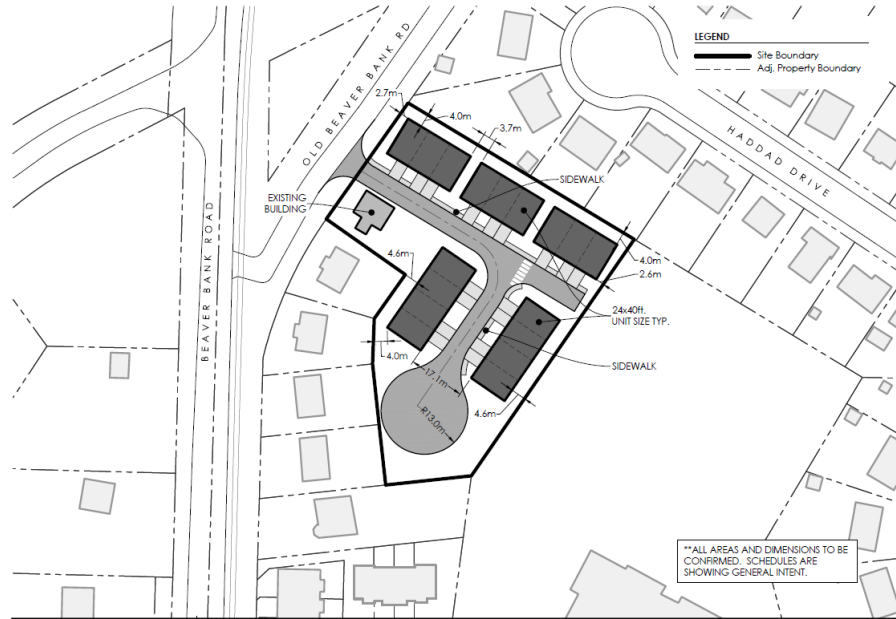 LEGEND
Site Boundary
Adj. Property Boundary
OLD BEAVER BANK RD
2.7m
4.0m
3.7m
HADDAD DRIVE
SIDEWALK
EXISTING
BUILDING
BEAVER BANK ROAD
4.6m
4.0m
2.6m
24x40ft.
UNIT SIZE TYP.
4.0m
17.1m
SIDEWALK
R13.0m
4.6m
**ALL AREAS AND DIMENSIONS TO BE
CONFIRMED. SCHEDULES ARE
SHOWING GENERAL INTENT.